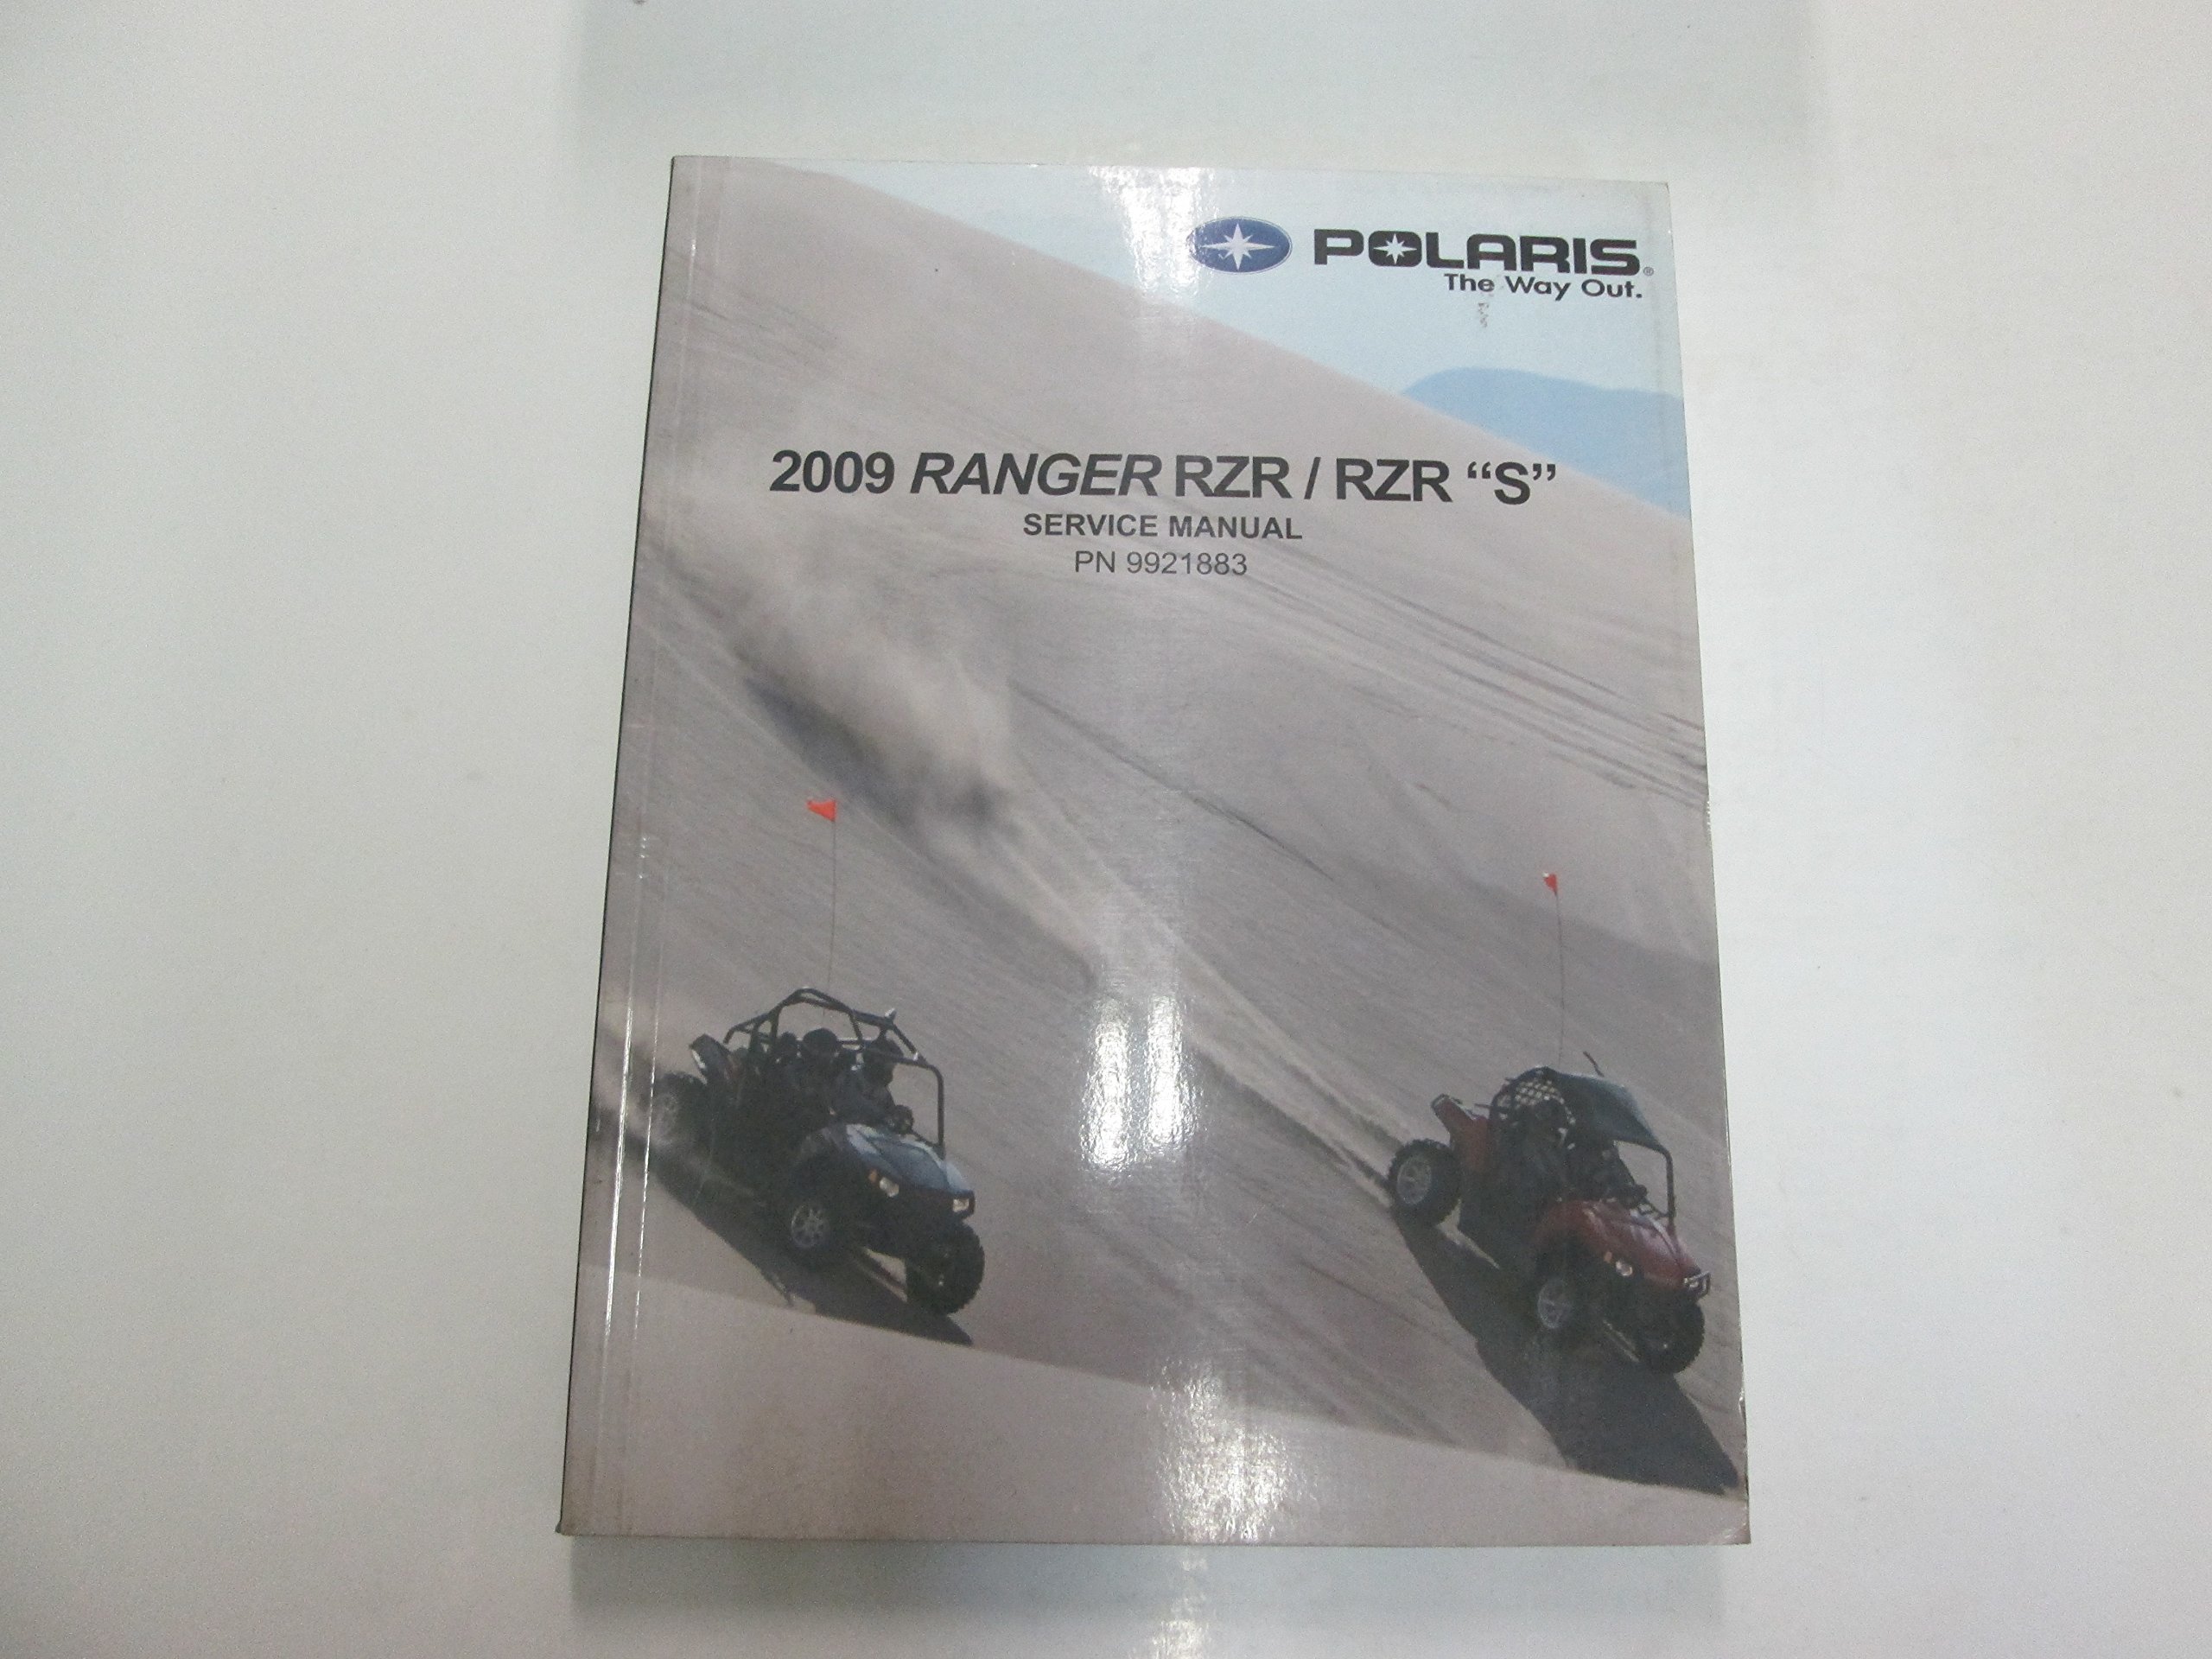 POLARIS®
The Way Out.
2009 RANGER RZR / RZR “S”
SERVICE MANUAL
PN 9921883